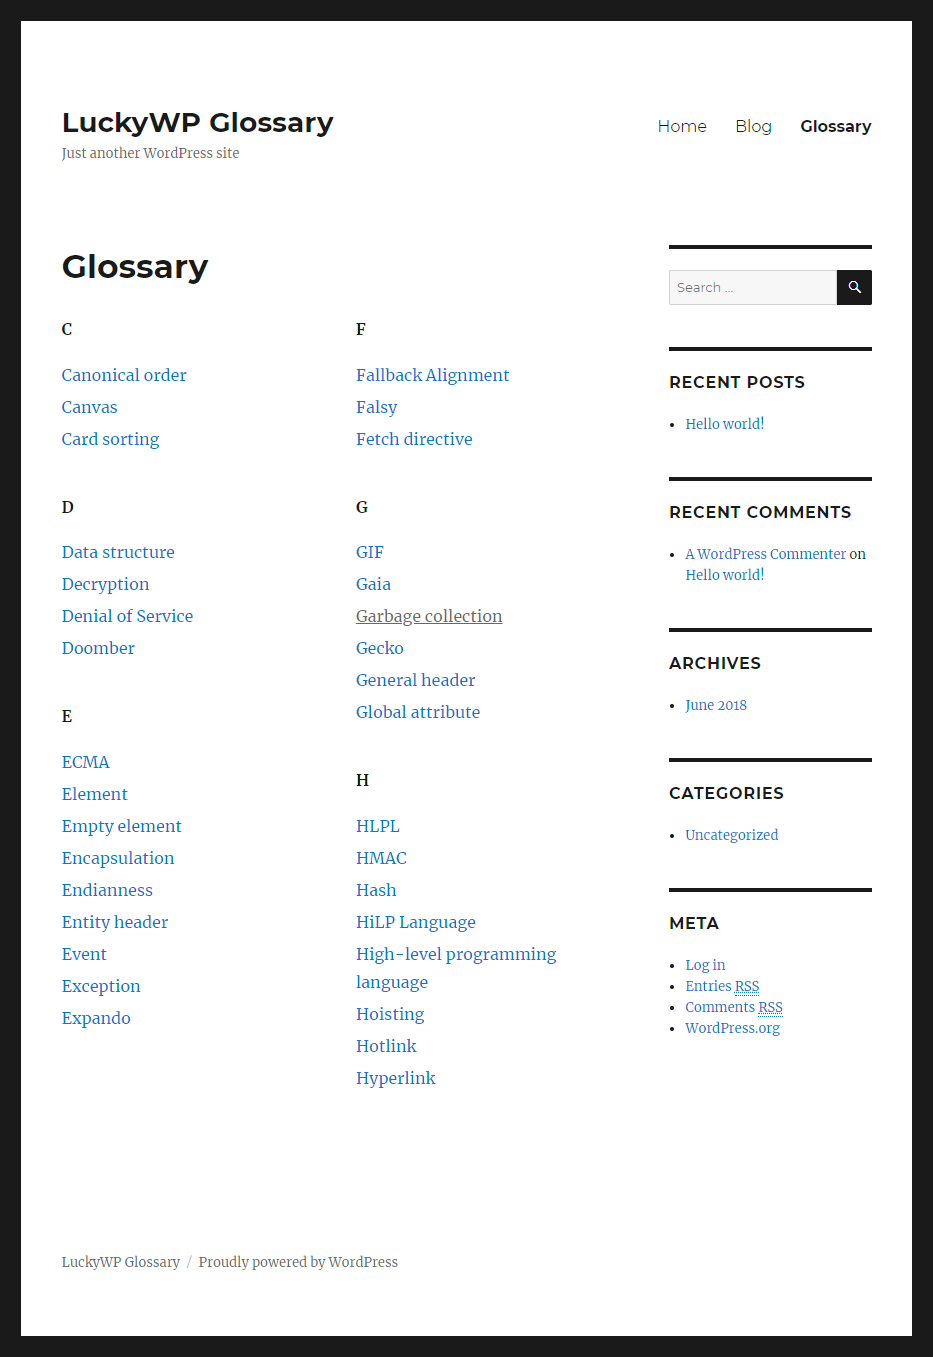 LuckyWP Glossary
Just another WordPress site
Home Blog Glossary
Glossary
C
Canonical order
Canvas
Card sorting
D
Data structure
Decryption
Denial of Service
Doomber
E
ECMA
Element
Empty element
Encapsulation
Endianness
Entity header
Event
Exception
Expando
F
Fallback Alignment
Falsy
Fetch directive
G
GIF
Gaia
Garbage collection
Gecko
General header
Global attribute
H
HLPL
HMAC
Hash
HiLP Language
High-level programming
language
Hoisting
Hotlink
Hyperlink
Search …
RECENT POSTS
Hello world!
RECENT COMMENTS
A WordPress Commenter on
Hello world!
ARCHIVES
June 2018
CATEGORIES
Uncategorized
META
Log in
Entries RSS
Comments RSS
WordPress.org
LuckyWP Glossary / Proudly powered by WordPress